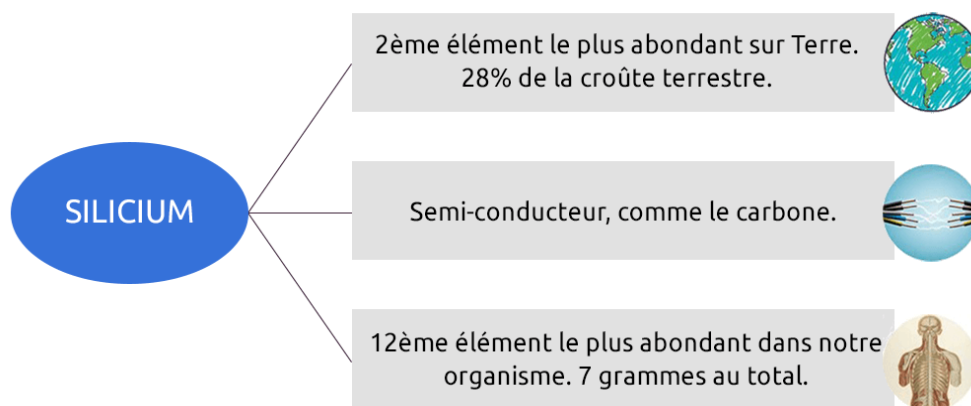 2ème élément le plus abondant sur Terre.
28% de la croûte terrestre.
SILICIUM
Semi-conducteur, comme le carbone.
12ème élément le plus abondant dans notre
organisme. 7 grammes au total.